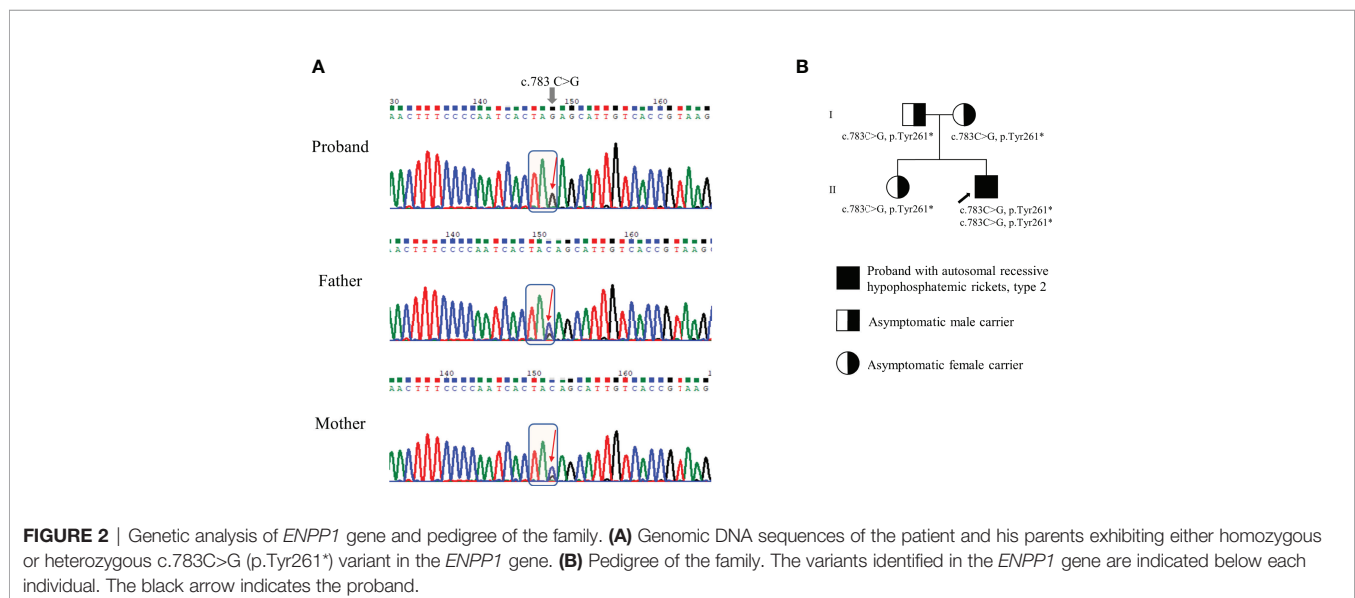 A
B
c.783 C>G
30 140 150 160
AACTTTCCCCAATCACTAGAGCATTGTCACCGTAAG
Proband
140 150 160
ACTTTCCCCAATCACTACAGCATTGTCACCGTAAG
Father
140 150 160 1
AACTTTCCCCAATCACTACAGCATTGTCACCGTAAG
Mother
I
c.783C>G, p.Tyr261* c.783C>G, p.Tyr261*
II
c.783C>G, p.Tyr261* c.783C>G, p.Tyr261*
c.783C>G, p.Tyr261*
Proband with autosomal recessive
hypophosphatemic rickets, type 2
Asymptomatic male carrier
Asymptomatic female carrier
FIGURE 2 | Genetic analysis of ENPP1 gene and pedigree of the family. (A) Genomic DNA sequences of the patient and his parents exhibiting either homozygous
or heterozygous c.783C>G (p.Tyr261*) variant in the ENPP1 gene. (B) Pedigree of the family. The variants identified in the ENPP1 gene are indicated below each
individual. The black arrow indicates the proband.